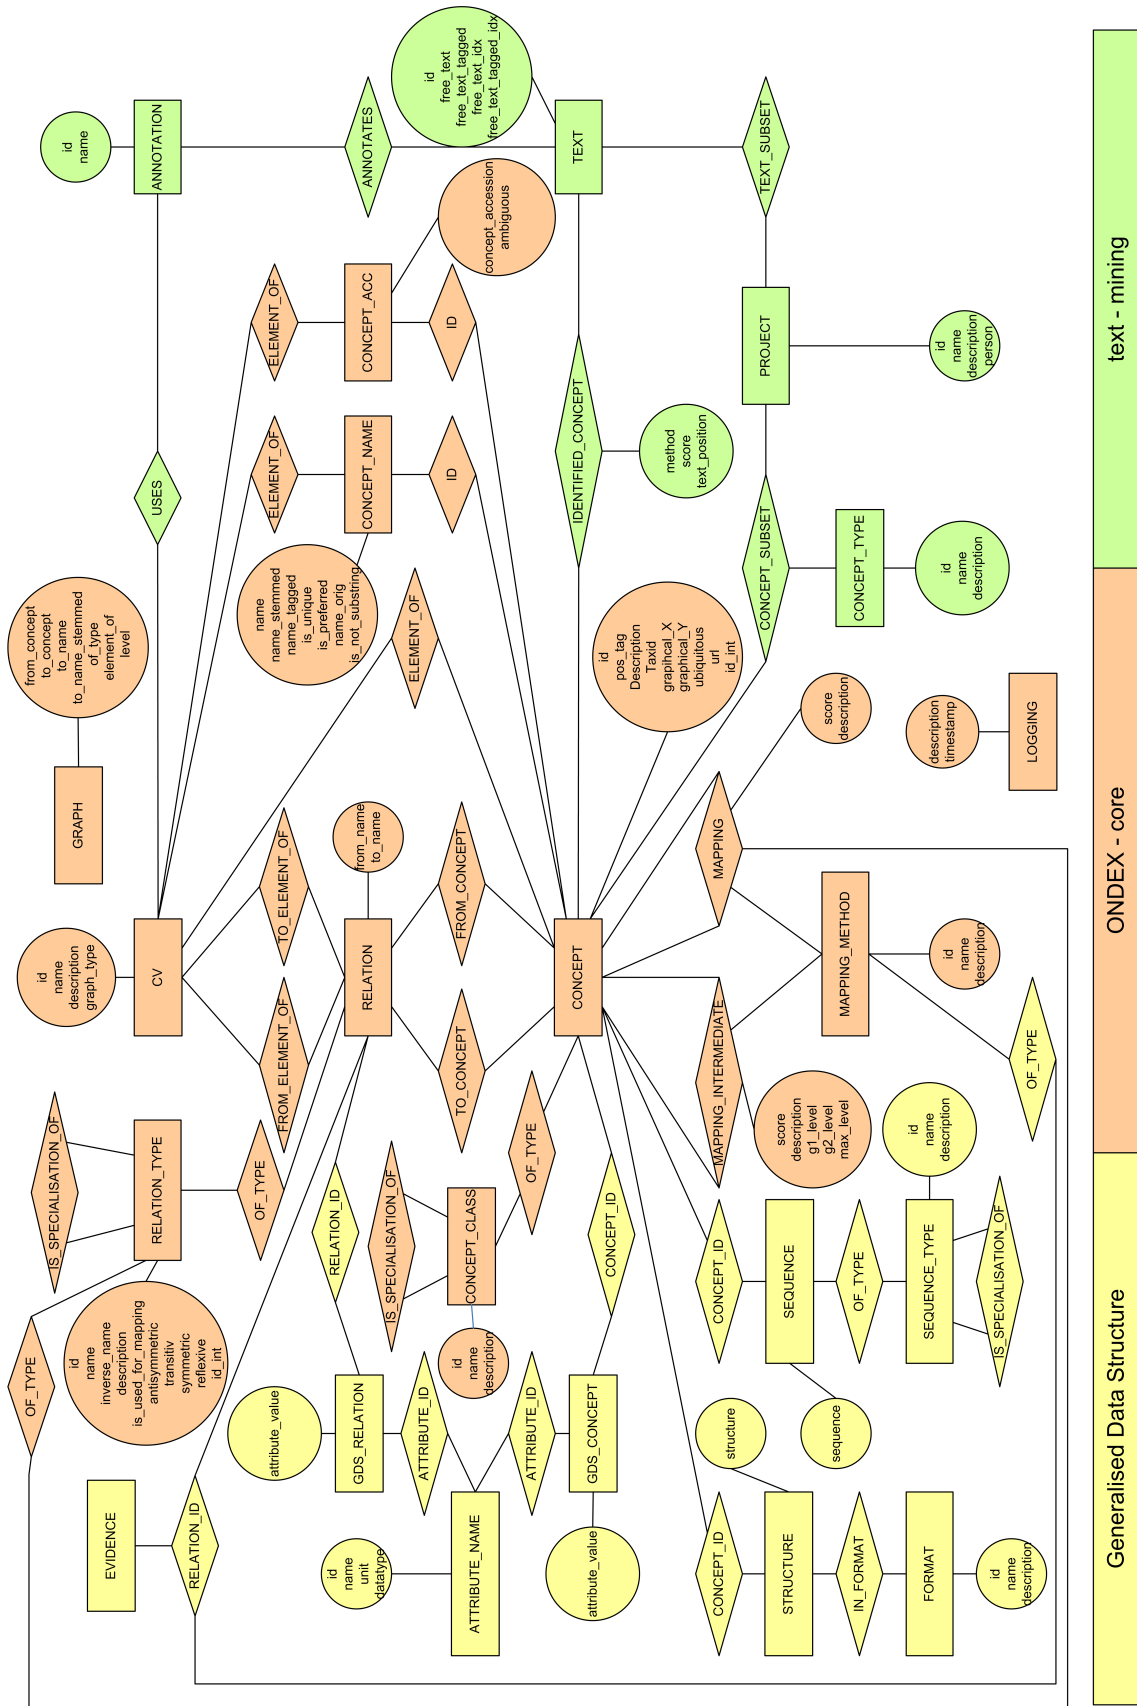 OF_TYPE
IS_SPECIALISATION_OF
id
name
description
graph_type
from_concept
to_concept
to_name
to_name_stemmed
of_type
element_of
level
id
name
GRAPH
EVIDENCE
id
name
inverse_name
description
is_used_for_mapping
antisymmetric
transitiv
symmetric
reflexive
id_int
RELATION_TYPE
CV
USES
ANNOTATION
RELATION_ID
OF_TYPE
attribute_value
FROM_ELEMENT_OF
TO_ELEMENT_OF
ELEMENT_OF
ELEMENT_OF
name
name_stemmed
name_tagged
is_unique
is_preferred
name_orig
is_not_substring
RELATION_ID
id
name
unit
datatype
GDS_RELATION
from_name
to_name
RELATION
CONCEPT_NAME
CONCEPT_ACC
ANNOTATES
IS_SPECIALISATION_OF
ATTRIBUTE_ID
ELEMENT_OF
id
free_text
free_text_tagged
free_text_idx
free_text_tagged_idx
ATTRIBUTE_NAME
id
name
description
CONCEPT_CLASS
TO_CONCEPT
FROM_CONCEPT
ID
ID
concept_accession
ambiguous
ATTRIBUTE_ID
OF_TYPE
attribute_value
GDS_CONCEPT
CONCEPT_ID
CONCEPT
IDENTIFIED_CONCEPT
TEXT
id
pos_tag
Description
Taxid
grapihcal_X
graphical_Y
ubiquitous
url
id_int
method
score
text_position
CONCEPT_ID
structure
CONCEPT_ID
MAPPING_INTERMEDIATE
MAPPING
CONCEPT_SUBSET
PROJECT
TEXT_SUBSET
STRUCTURE
SEQUENCE
score
description
g1_level
g2_level
max_level
score
description
sequence
MAPPING_METHOD
CONCEPT_TYPE
IN_FORMAT
OF_TYPE
FORMAT
SEQUENCE_TYPE
id
name
description
id
name
description
description
timestamp
id
name
description
id
name
description
person
id
name
description
IS_SPECIALISATION_OF
OF_TYPE
LOGGING
Generalised Data Structure
ONDEX - core
text - mining